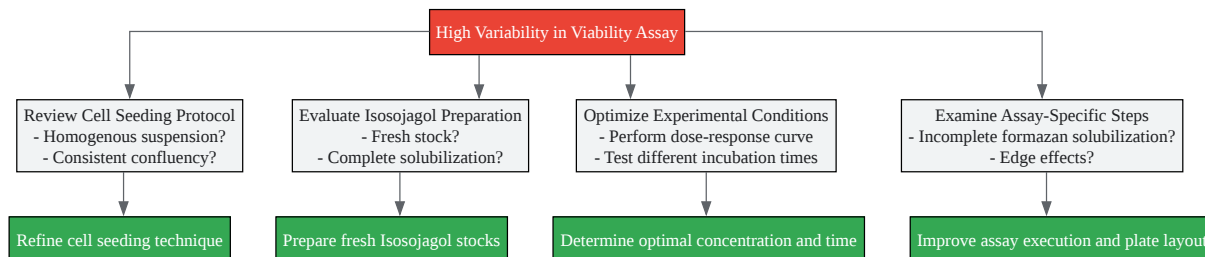 High Variability in Viability Assay
Review Cell Seeding Protocol
- Homogenous suspension?
- Consistent confluency?
Evaluate Isosojagol Preparation
- Fresh stock?
- Complete solubilization?
Optimize Experimental Conditions
- Perform dose-response curve
- Test different incubation times
Examine Assay-Specific Steps
- Incomplete formazan solubilization?
- Edge effects?
Refine cell seeding technique
Prepare fresh Isosojagol stocks
Determine optimal concentration and time
Improve assay execution and plate layout